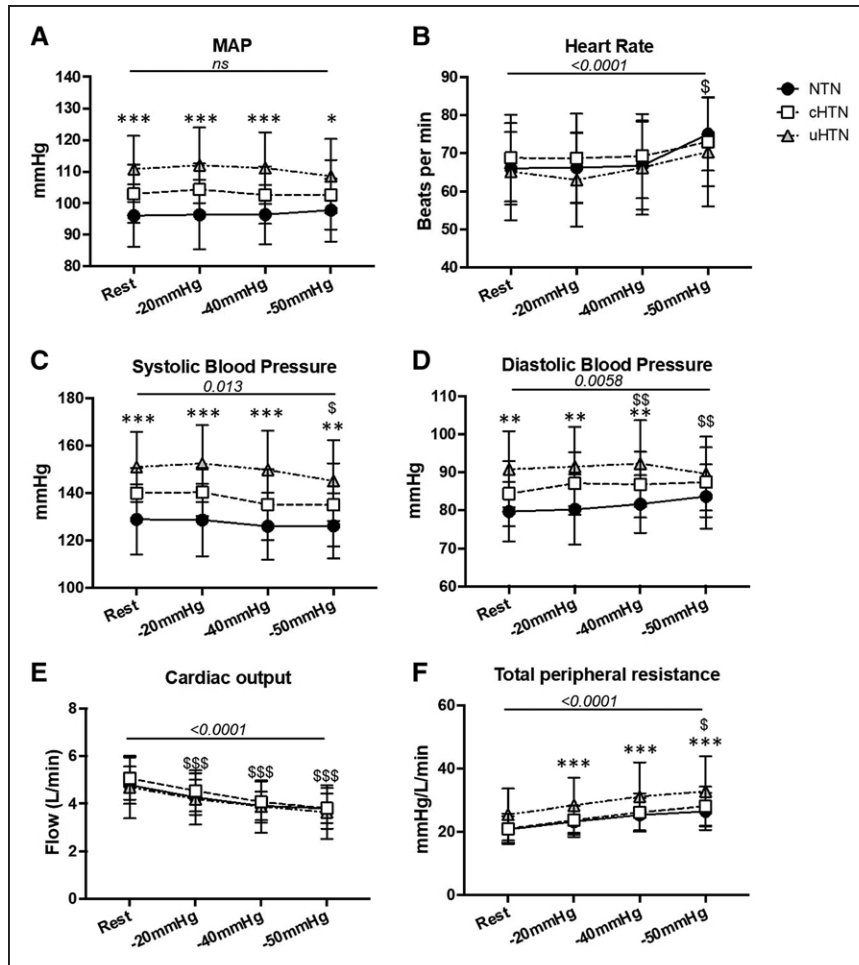 A
MAP
ns
*** *** *** *
mmHg
140
130
120
110
100
90
80
Rest
-20mmHg
-40mmHg
-50mmHg
B
Heart Rate
<0.0001
$
Beats per min
90
80
70
60
50
40
Rest
-20mmHg
-40mmHg
-50mmHg
NTN
cHTN
uHTN
C
Systolic Blood Pressure
0.013
$
*** *** *** **
mmHg
180
160
140
120
100
Rest
-20mmHg
-40mmHg
-50mmHg
D
Diastolic Blood Pressure
0.0058
$$
** ** ** $$
mmHg
110
100
90
80
70
60
Rest
-20mmHg
-40mmHg
-50mmHg
E
Cardiac output
<0.0001
$$$ $$$ $$$
Flow (L/min)
8
6
4
2
0
Rest
-20mmHg
-40mmHg
-50mmHg
F
Total peripheral resistance
<0.0001
$
*** *** ***
mmHg/L/min
60
40
20
0
Rest
-20mmHg
-40mmHg
-50mmHg